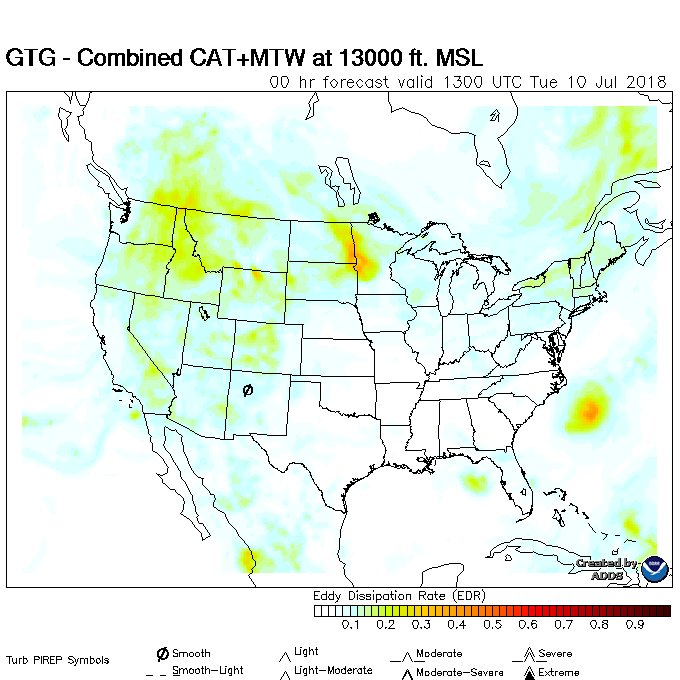 GTG - Combined CAT+MTW at 13000 ft. MSL
00 hr forecast valid 1300 UTC Tue 10 Jul 2018
Created by
ADDS
Eddy Dissipation Rate (EDR)
0.1 0.2 0.3 0.4 0.5 0.6 0.7 0.8 0.9
Turb PIREP Symbols
Smooth Light Moderate Severe
Smooth-Light Light-Moderate Moderate-Severe Extreme